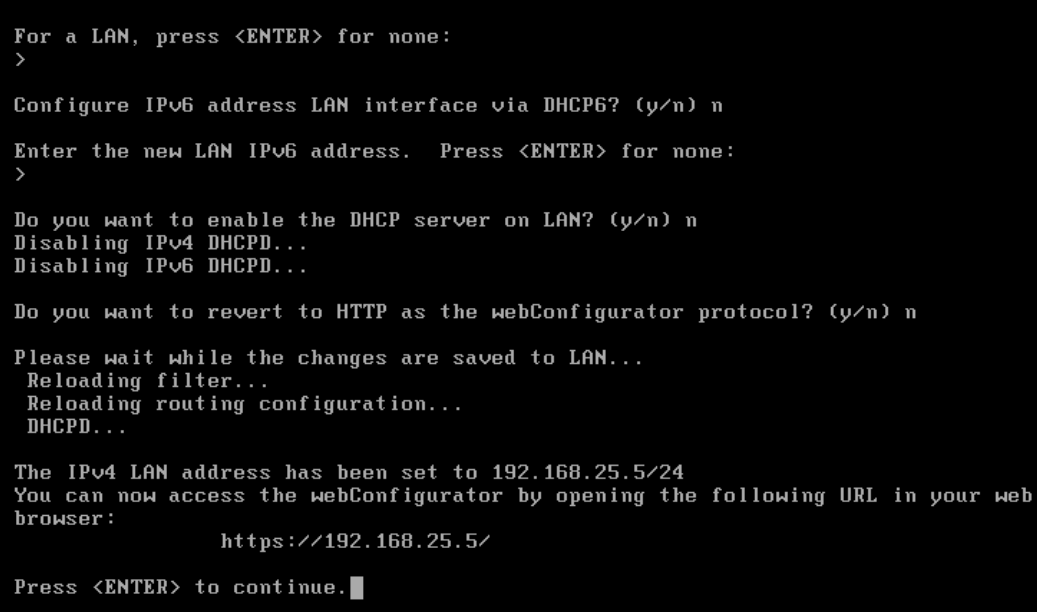 For a LAN, press <ENTER> for none:
>
Configure IPv6 address LAN interface via DHCP6? (y/n) n
Enter the new LAN IPv6 address.  Press <ENTER> for none:
>
Do you want to enable the DHCP server on LAN? (y/n) n
Disabling IPv4 DHCPD...
Disabling IPv6 DHCPD...
Do you want to revert to HTTP as the webConfigurator protocol? (y/n) n
Please wait while the changes are saved to LAN...
 Reloading filter...
 Reloading routing configuration...
 DHCPD...
The IPv4 LAN address has been set to 192.168.25.5/24
You can now access the webConfigurator by opening the following URL in your web
browser:
                https://192.168.25.5/
Press <ENTER> to continue.